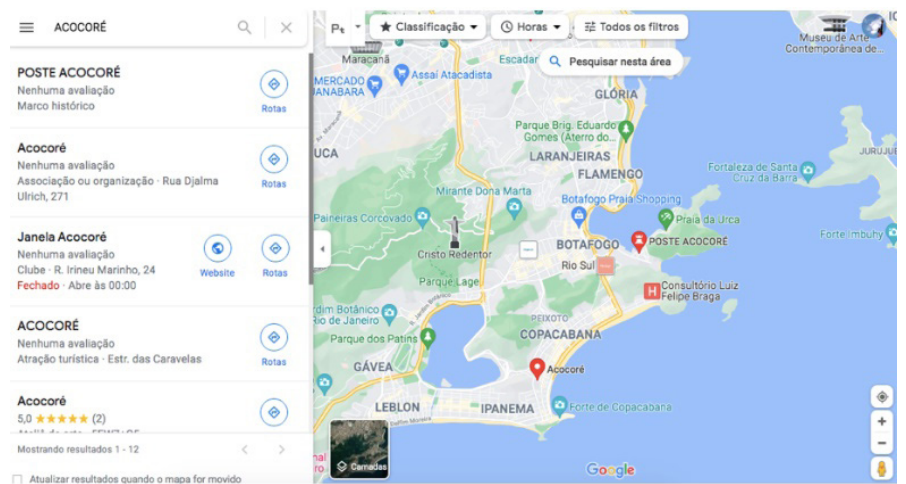 ACOCORÉ
POSTE ACOCORÉ
Nenhuma avaliação
Marco histórico
Rotas
Acocoré
Nenhuma avaliação
Associação ou organização · Rua Djalma
Ulrich, 271
Rotas
Janela Acocoré
Nenhuma avaliação
Clube · R. Irineu Marinho, 24
Fechado · Abre às 00:00
Website
Rotas
ACOCORÉ
Nenhuma avaliação
Atração turística · Estr. das Caravelas
Rotas
Acocoré
5,0 ★★★★★ (2)
Mostrando resultados 1 - 12
Atualizar resultados quando o mapa for movido
★ Classificação
Horas
Todos os filtros
Pesquisar nesta área
Maracanã
Assaí Atacadista
Escadar
MERCADO
NABARA
GLÓRIA
Museu de Arte
Contemporânea de...
Parque Brig. Eduardo
Gomes (Aterro do...
UCA
LARANJEIRAS
FLAMENGO
JURUJUB
Fortaleza de Santa
Cruz da Barra
Mirante Dona Marta
Botafogo Praia Shopping
Paineiras Corcovado
Praia da Urca
Forte Imbuhy
Cristo Redentor
BOTAFOGO
POSTE ACOCORÉ
Rio Sul
Parque Lage
Consultório Luiz
Felipe Braga
R. Jardim Botânico
rdim Botânico
Rio de Janeiro
PEIXOTO
Parque dos Patins
COPACABANA
GÁVEA
Acocoré
LEBLON
IPANEMA
Forte de Copacabana
Camadas
Google